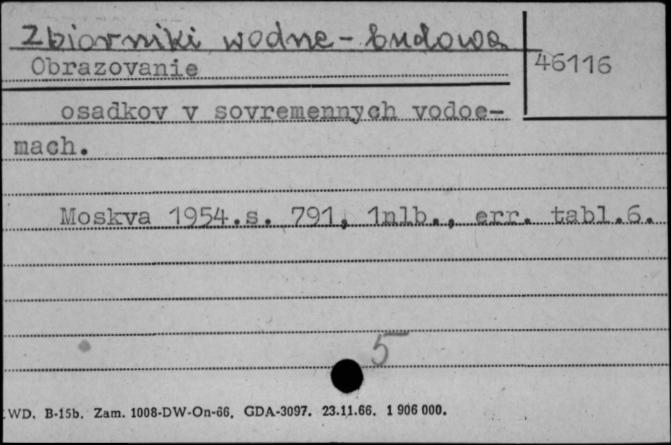 Zbiorniki wodne - budowa
Obrazovanie
46116
osadkov v sovremennych vodoe-
mach.
Moskva 1954.s. 791, 1nlb., err. tabl.6.
5
WD. B-15b. Zam. 1008-DW-On-66. GDA-3097. 23.11.66. 1 906 000.